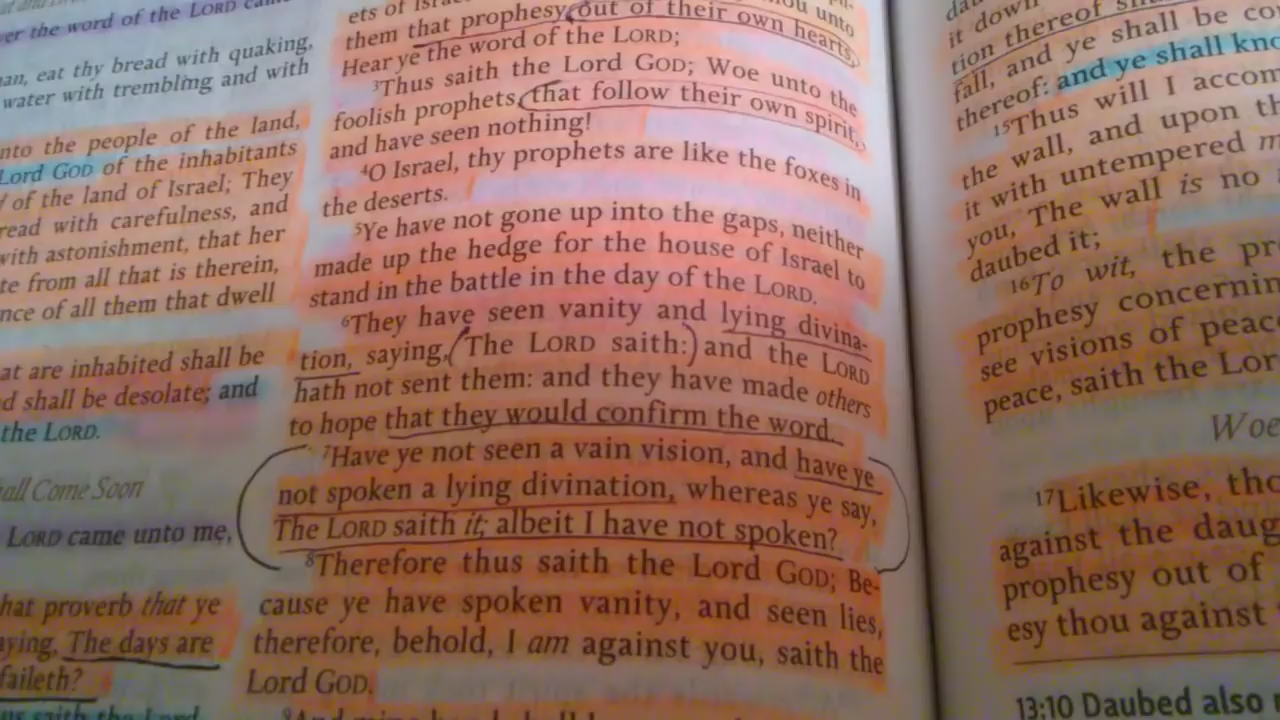 er the word of the LORD came
an, eat thy bread with quaking,
water with trembling and with
nto the people of the land,
Lord GOD of the inhabitants
of the land of Israel; They
read with carefulness, and
with astonishment, that her
te from all that is therein,
nce of all them that dwell
at are inhabited shall be
d shall be desolate; and
the LORD.
all Come Soon
LORD came unto me,
hat proverb that ye
aying, The days are
faileth?
us saith the Lord
ets of
them that prophesy out of their own hearts,
Hear ye the word of the LORD;
3Thus saith the Lord GOD; Woe unto the
foolish prophets, that follow their own spirit,
and have seen nothing!
4O Israel, thy prophets are like the foxes in
the deserts.
5Ye have not gone up into the gaps, neither
made up the hedge for the house of Israel to
stand in the battle in the day of the LORD.
6They have seen vanity and lying divina-
tion, saying, (The LORD saith:) and the LORD
hath not sent them: and they have made others
to hope that they would confirm the word.
7Have ye not seen a vain vision, and have ye
not spoken a lying divination, whereas ye say,
The LORD saith it; albeit I have not spoken?
8Therefore thus saith the Lord GOD; Be-
cause ye have spoken vanity, and seen lies,
therefore, behold, I am against you, saith the
Lord GOD.
it down
tion thereof
fall, and ye shall be co
thereof: and ye shall kno
15Thus will I accom
the wall, and upon th
it with untempered m
you, The wall is no
daubed it;
16To wit, the pr
prophesy concernin
see visions of peac
peace, saith the Lor
Woe
17Likewise, tho
against the daug
prophesy out of
esy thou against
13:10 Daubed also